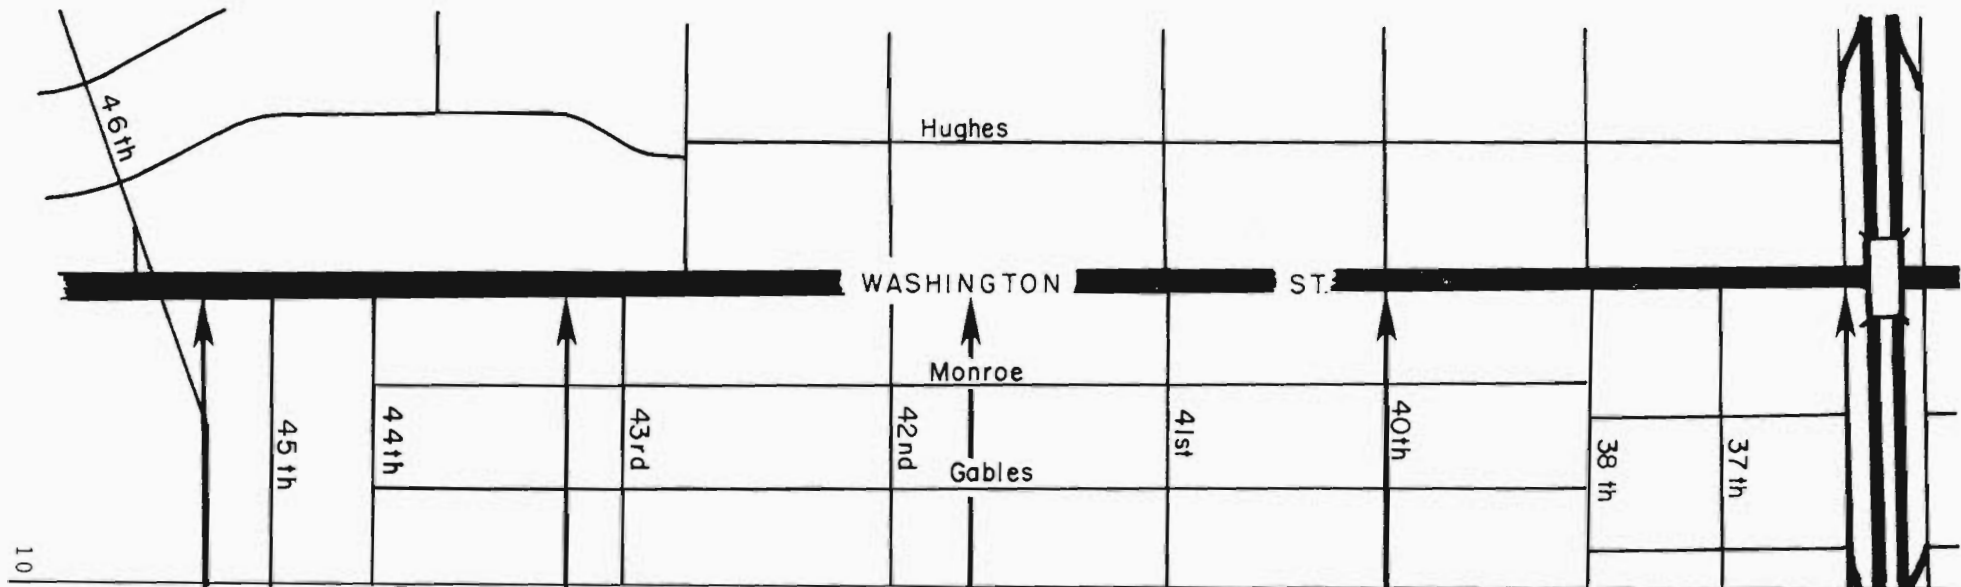 46th
Hughes
WASHINGTON ST.
Monroe
45th
44th
43rd
42nd
41st
40th
38th
37th
Gables
10